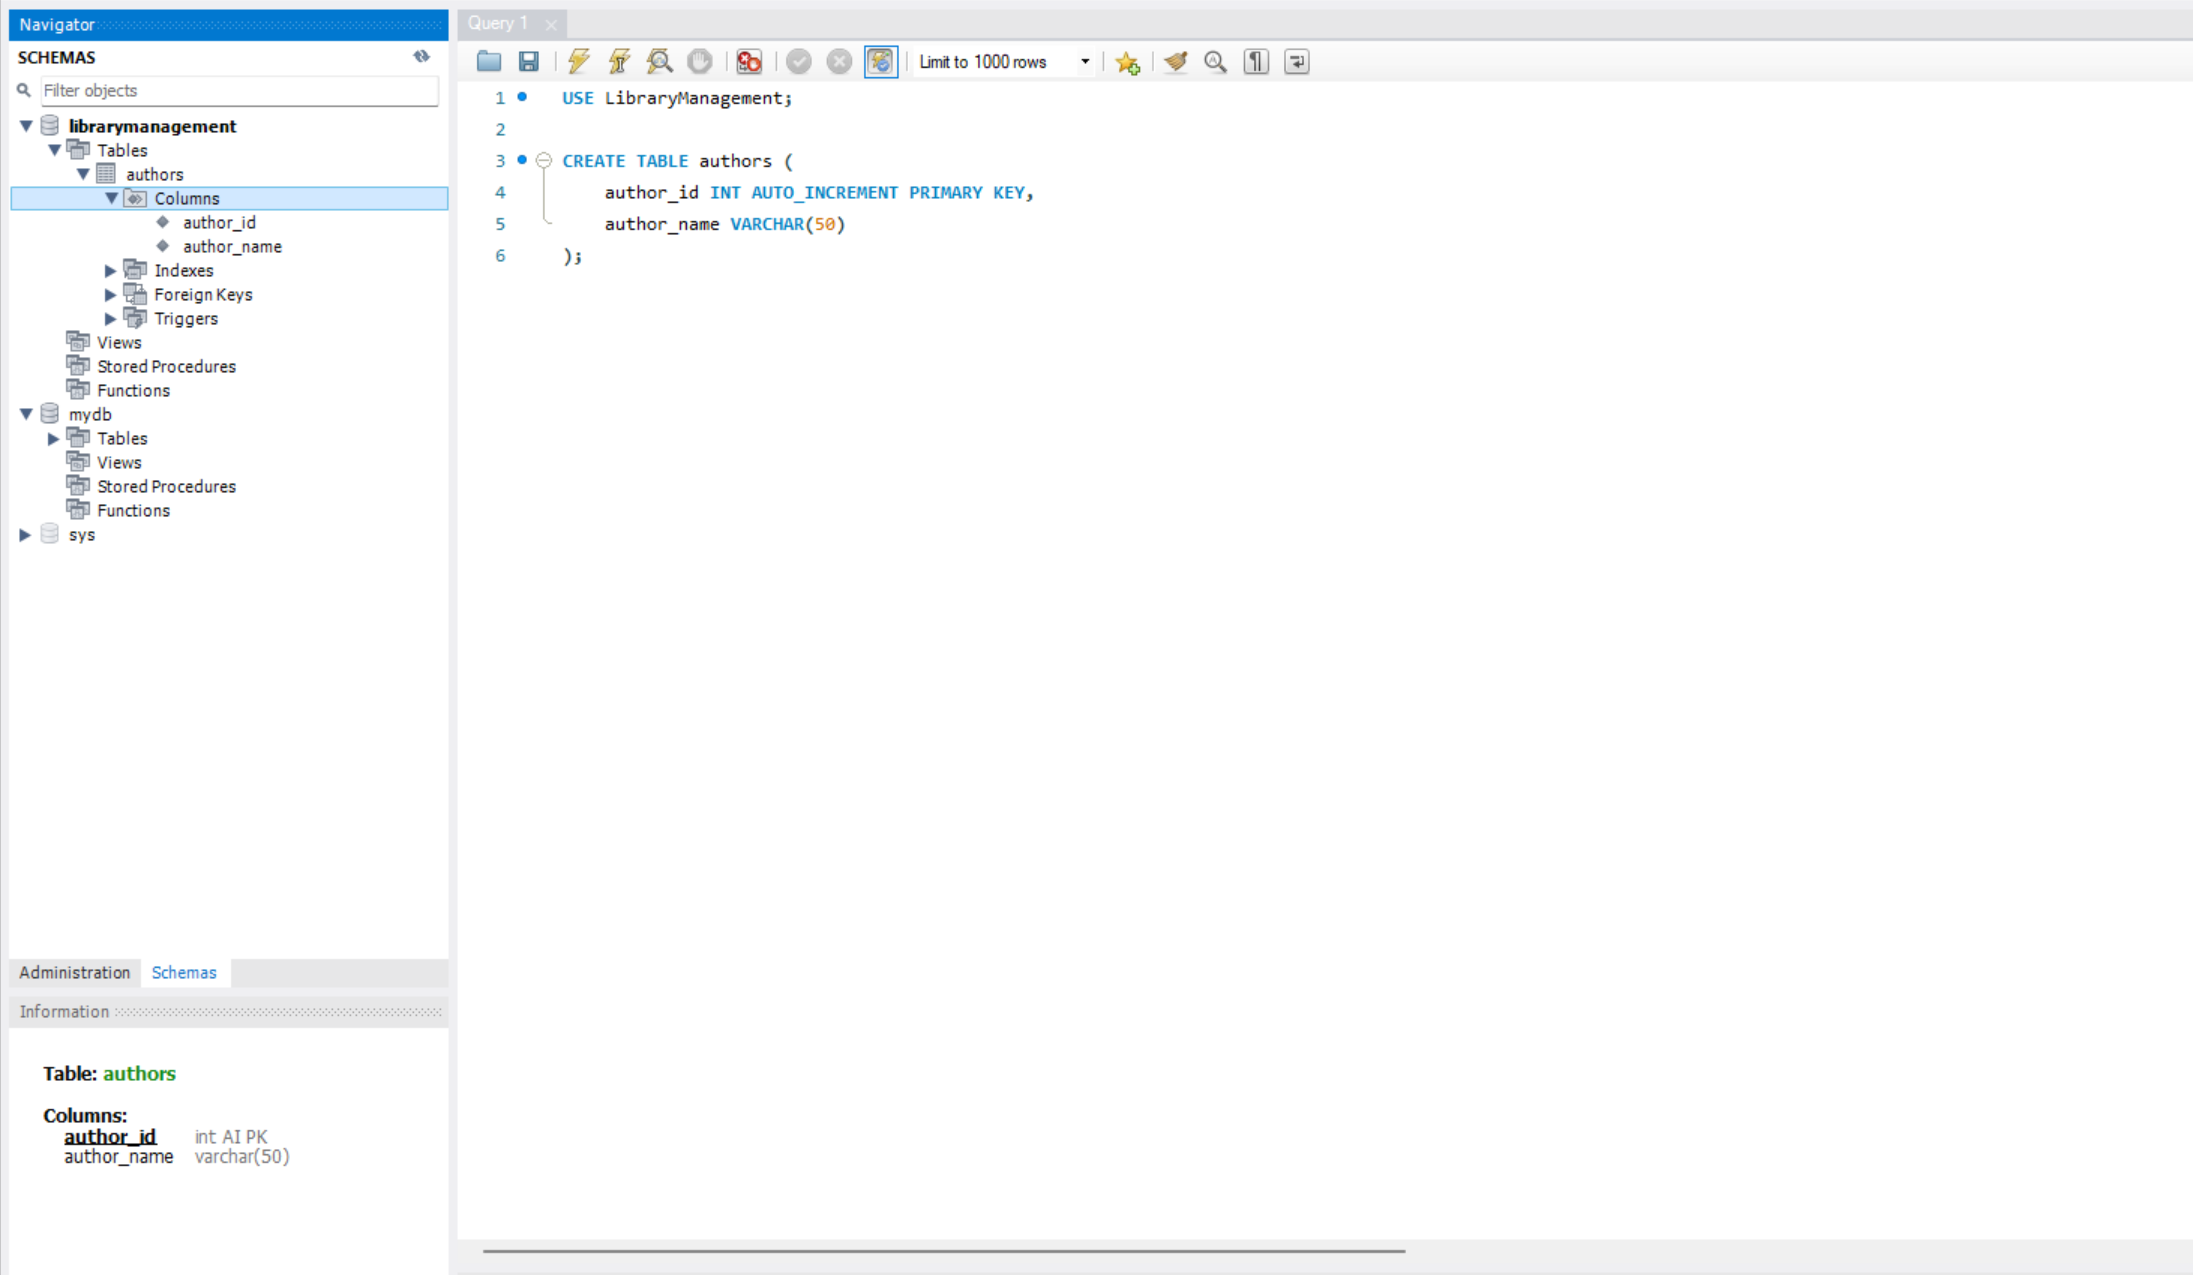 Navigator
SCHEMAS
Filter objects
librarymanagement
Tables
authors
Columns
author_id
author_name
Indexes
Foreign Keys
Triggers
Views
Stored Procedures
Functions
mydb
Tables
Views
Stored Procedures
Functions
sys
Administration Schemas
Information
Table: authors
Columns:
author_id int AI PK
author_name varchar(50)
Query 1
Limit to 1000 rows
1 USE LibraryManagement;
2
3 CREATE TABLE authors (
4 author_id INT AUTO_INCREMENT PRIMARY KEY,
5 author_name VARCHAR(50)
6 );